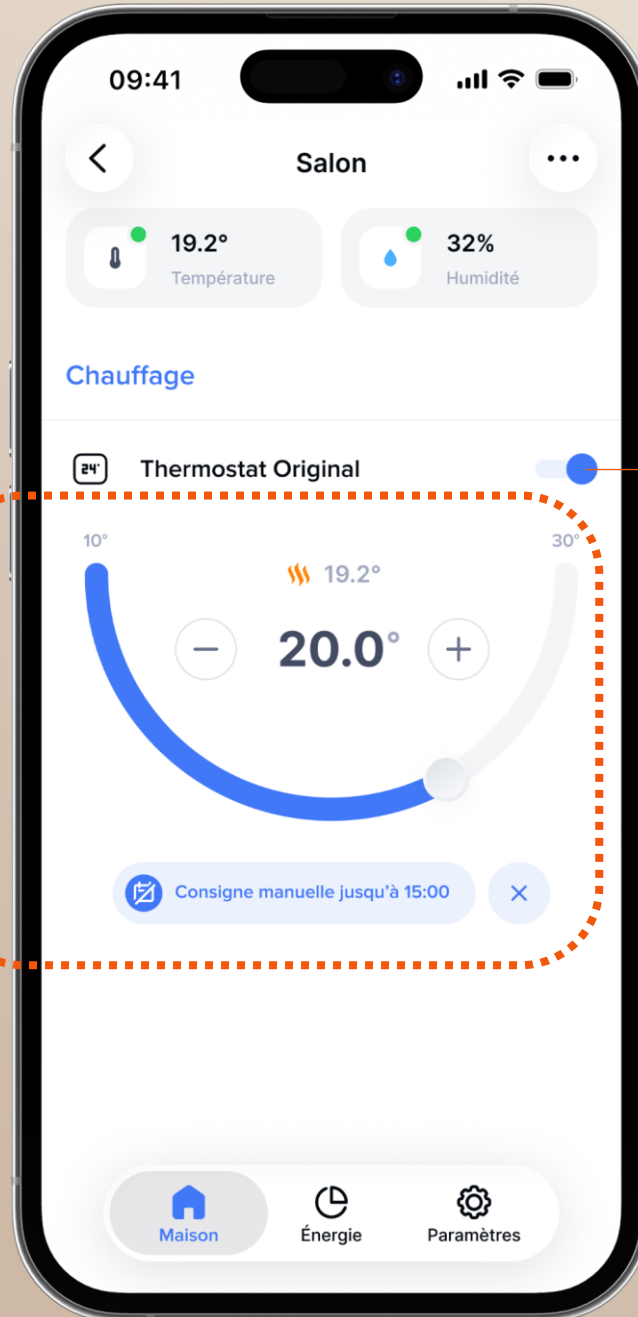 09:41
Salon
19.2°
Température
32%
Humidité
Chauffage
24°
Thermostat Original
10°
30°
19.2°
20.0°
Consigne manuelle jusqu’à 15:00
Maison
Énergie
Paramètres